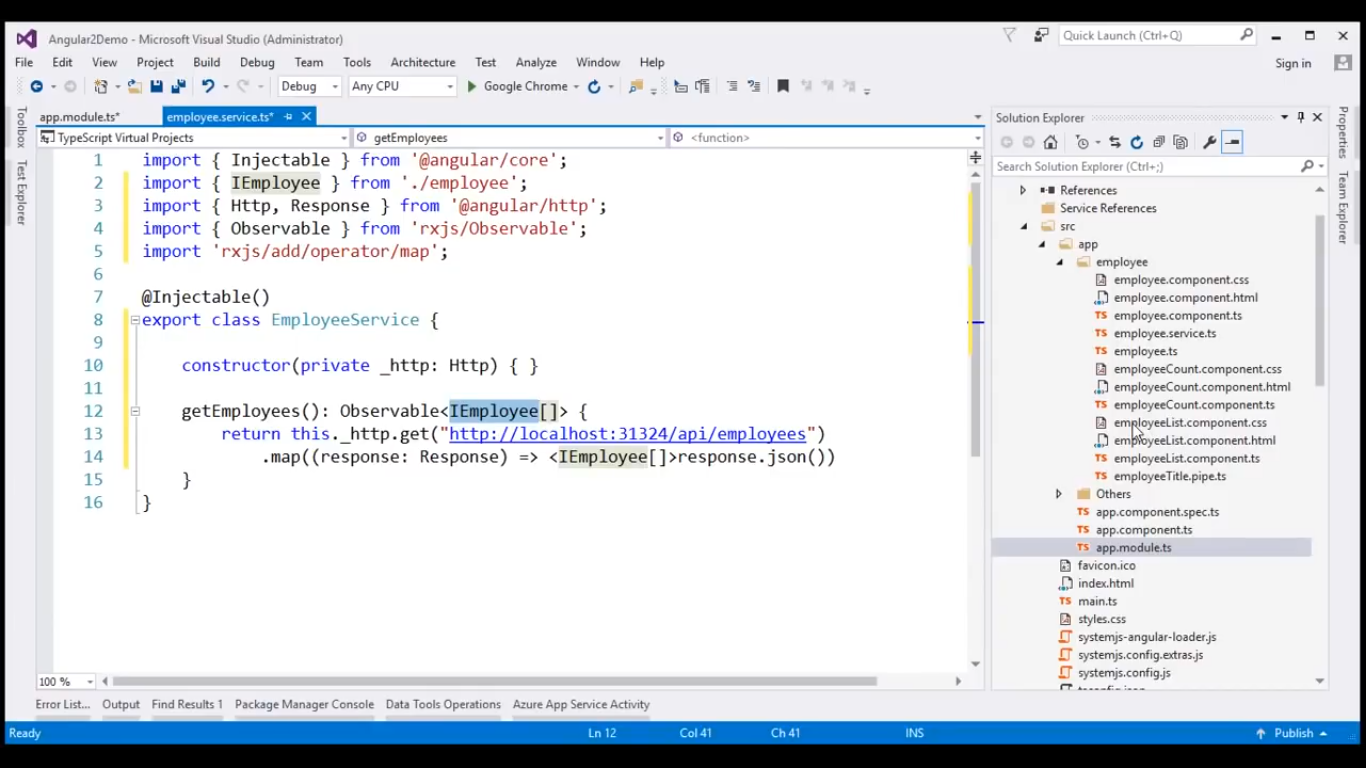 Angular2Demo - Microsoft Visual Studio (Administrator)
Quick Launch (Ctrl+Q)
File Edit View Project Build Debug Team Tools Architecture Test Analyze Window Help
Sign in
Debug Any CPU Google Chrome
Toolbox
Test Explorer
app.module.ts* employee.service.ts*
TypeScript Virtual Projects getEmployees <function>
1 import { Injectable } from '@angular/core';
2 import { IEmployee } from './employee';
3 import { Http, Response } from '@angular/http';
4 import { Observable } from 'rxjs/Observable';
5 import 'rxjs/add/operator/map';
6
7 @Injectable()
8 export class EmployeeService {
9
10 constructor(private _http: Http) { }
11
12 getEmployees(): Observable<IEmployee[]> {
13 return this._http.get("http://localhost:31324/api/employees")
14 .map((response: Response) => <IEmployee[]>response.json())
15 }
16 }
100 %
Solution Explorer
Search Solution Explorer (Ctrl+;)
References
Service References
src
app
employee
employee.component.css
employee.component.html
employee.component.ts
employee.service.ts
employee.ts
employeeCount.component.css
employeeCount.component.html
employeeCount.component.ts
employeeList.component.css
employeeList.component.html
employeeList.component.ts
employeeTitle.pipe.ts
Others
app.component.spec.ts
app.component.ts
app.module.ts
favicon.ico
index.html
main.ts
styles.css
systemjs-angular-loader.js
systemjs.config.extras.js
systemjs.config.js
tsconfig.json
Properties
Team Explorer
Error List... Output Find Results 1 Package Manager Console Data Tools Operations Azure App Service Activity
Ready Ln 12 Col 41 Ch 41 INS Publish